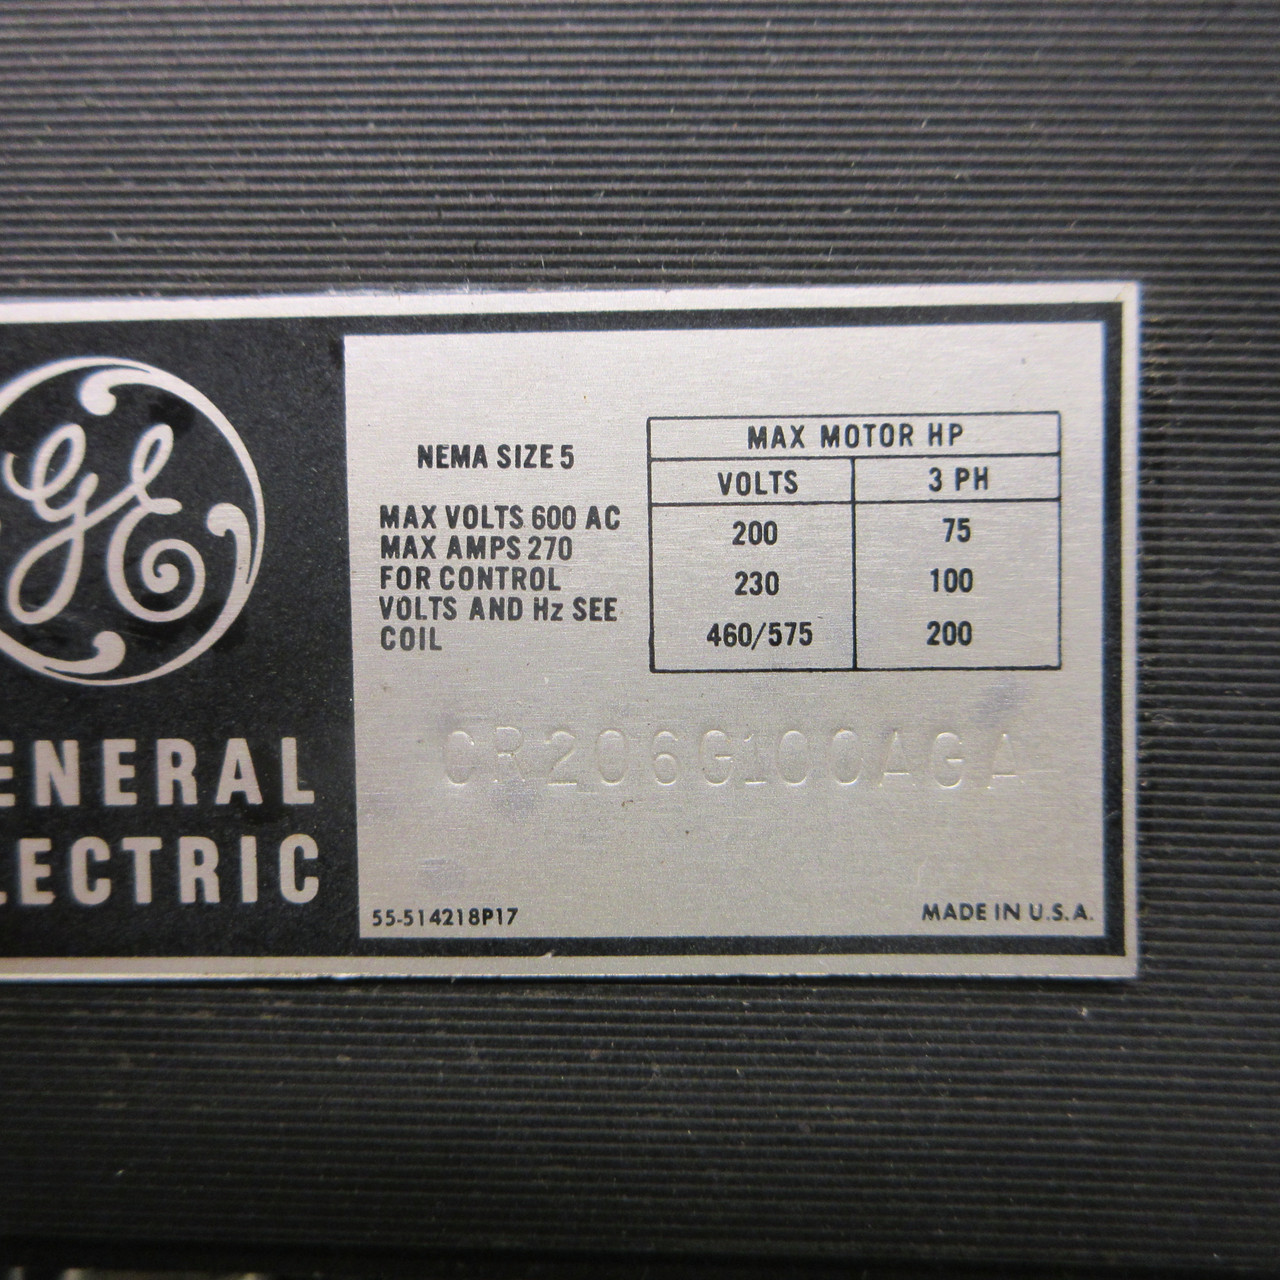 GE
ENERAL
LECTRIC
NEMA SIZE 5
MAX VOLTS 600 AC
MAX AMPS 270
FOR CONTROL
VOLTS AND Hz SEE
COIL
MAX MOTOR HP
VOLTS 3 PH
200 75
230 100
460/575 200
CR206G100AGA
55-514218P17
MADE IN U.S.A.